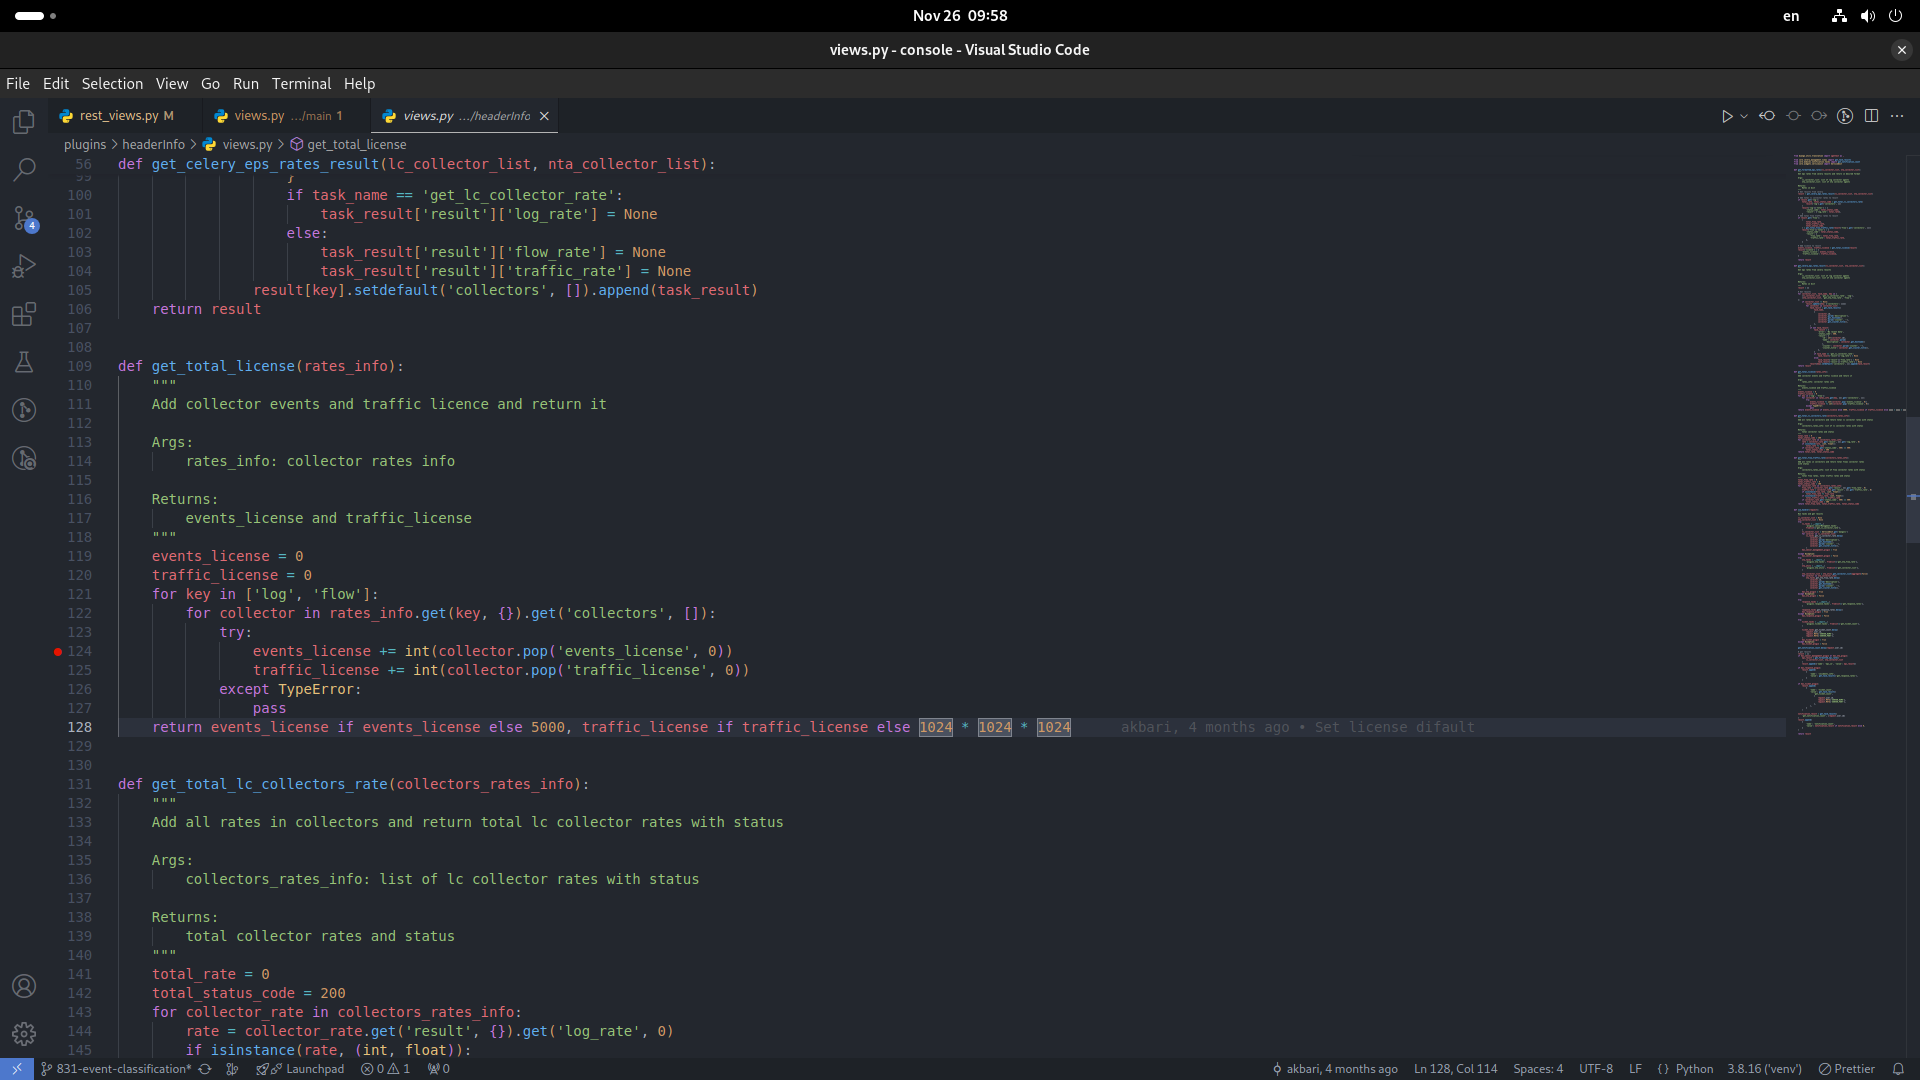 Nov 26 09:58
en
views.py - console - Visual Studio Code
File Edit Selection View Go Run Terminal Help
rest_views.py M
views.py .../main 1
views.py .../headerInfo
plugins > headerInfo > views.py > get_total_license
56 def get_celery_eps_rates_result(lc_collector_list, nta_collector_list):
99 }
100 if task_name == 'get_lc_collector_rate':
101 task_result['result']['log_rate'] = None
102 else:
103 task_result['result']['flow_rate'] = None
104 task_result['result']['traffic_rate'] = None
105 result[key].setdefault('collectors', []).append(task_result)
106 return result
107
108
109 def get_total_license(rates_info):
110 """
111 Add collector events and traffic licence and return it
112
113 Args:
114 rates_info: collector rates info
115
116 Returns:
117 events_license and traffic_license
118 """
119 events_license = 0
120 traffic_license = 0
121 for key in ['log', 'flow']:
122 for collector in rates_info.get(key, {}).get('collectors', []):
123 try:
124 events_license += int(collector.pop('events_license', 0))
125 traffic_license += int(collector.pop('traffic_license', 0))
126 except TypeError:
127 pass
128 return events_license if events_license else 5000, traffic_license if traffic_license else 1024 * 1024 * 1024 akbari, 4 months ago • Set license difault
129
130
131 def get_total_lc_collectors_rate(collectors_rates_info):
132 """
133 Add all rates in collectors and return total lc collector rates with status
134
135 Args:
136 collectors_rates_info: list of lc collector rates with status
137
138 Returns:
139 total collector rates and status
140 """
141 total_rate = 0
142 total_status_code = 200
143 for collector_rate in collectors_rates_info:
144 rate = collector_rate.get('result', {}).get('log_rate', 0)
145 if isinstance(rate, (int, float)):
4
831-event-classification* Launchpad 0 1 0 akbari, 4 months ago Ln 128, Col 114 Spaces: 4 UTF-8 LF {} Python 3.8.16 ('venv') Prettier